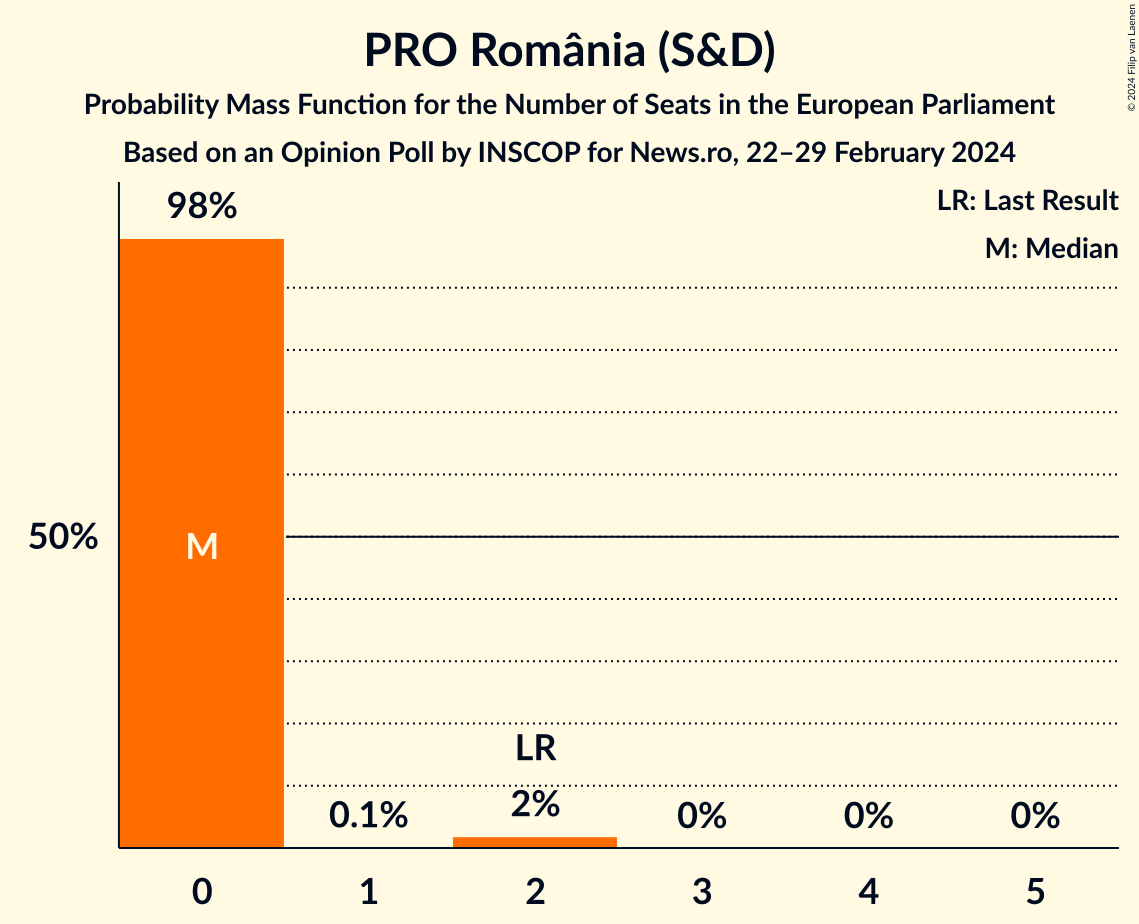 PRO România (S&D)
Probability Mass Function for the Number of Seats in the European Parliament
Based on an Opinion Poll by INSCOP for News.ro, 22–29 February 2024
© 2024 Filip van Laenen
LR: Last Result
M: Median
98%
50%
M
LR
0.1%
2%
0%
0%
0%
0
1
2
3
4
5